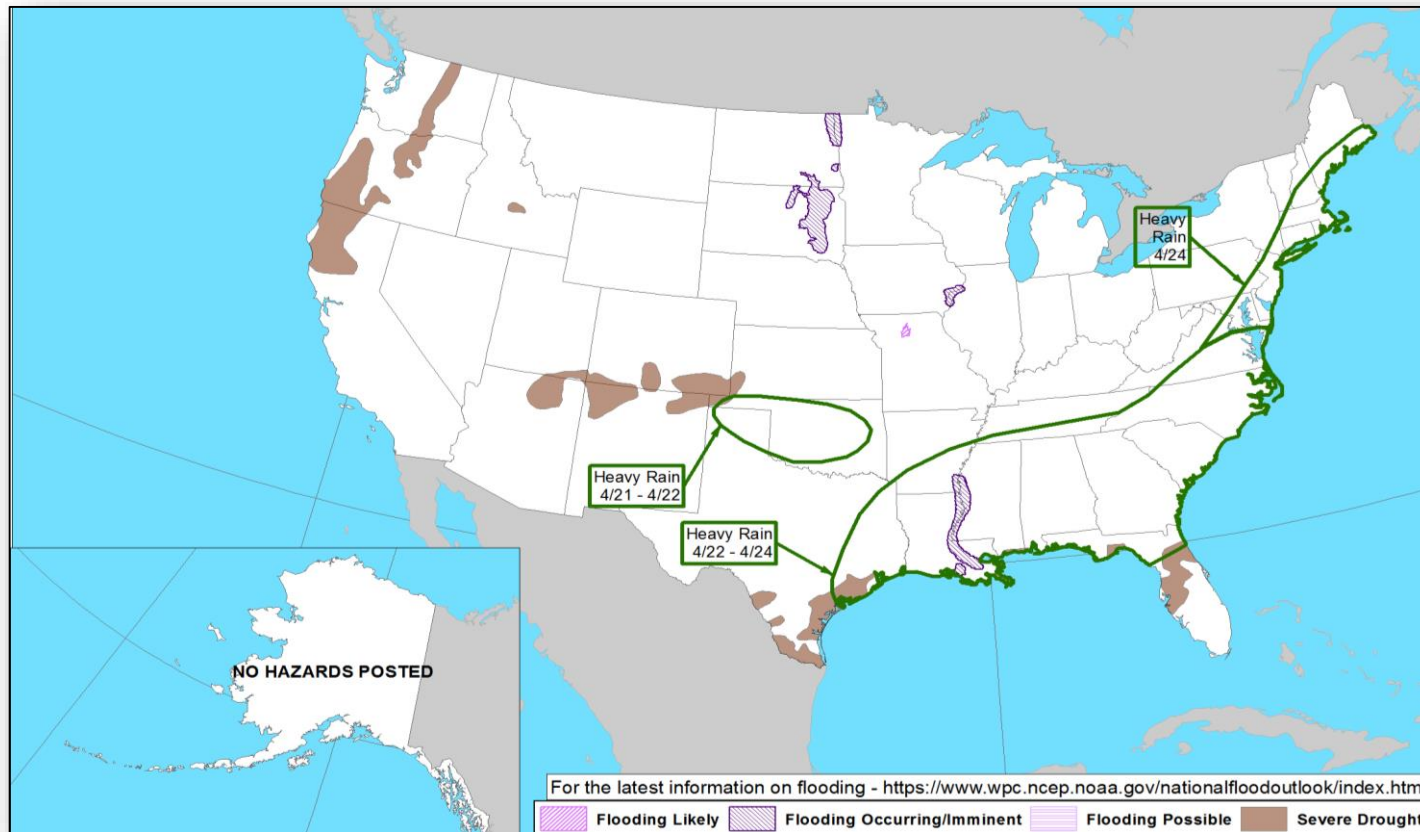 Heavy
Rain
4/24
Heavy Rain
4/21 - 4/22
Heavy Rain
4/22 - 4/24
NO HAZARDS POSTED
For the latest information on flooding - https://www.wpc.ncep.noaa.gov/nationalfloodoutlook/index.htm
Flooding Likely Flooding Occurring/Imminent Flooding Possible Severe Drought